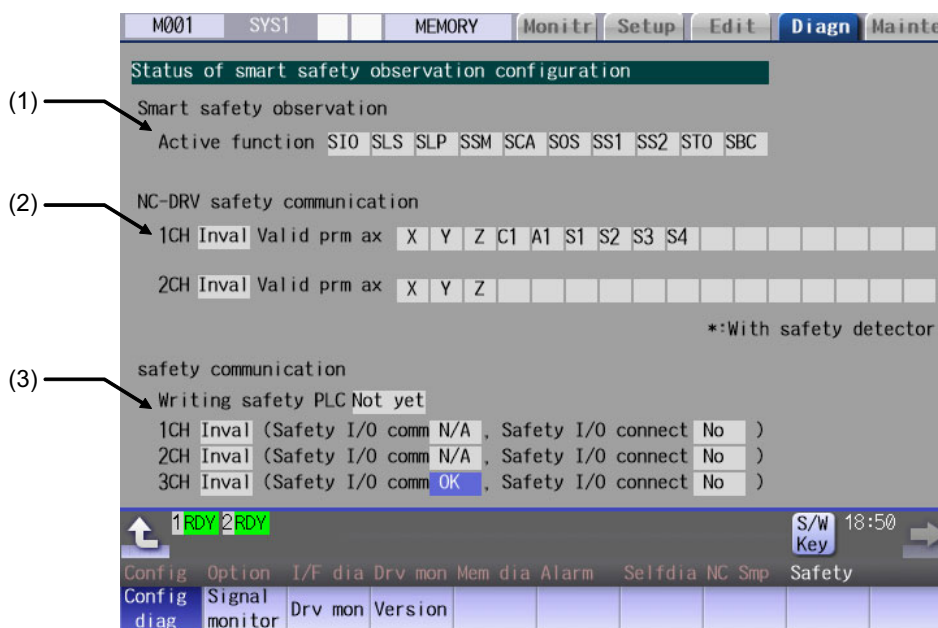 M001 SYS1 MEMORY Monitr Setup Edit Diagn Mainte
Status of smart safety observation configuration
(1)
Smart safety observation
Active function SIO SLS SLP SSM SCA SOS SS1 SS2 STO SBC
(2)
NC-DRV safety communication
1CH Inval Valid prm ax X Y Z C1 A1 S1 S2 S3 S4
2CH Inval Valid prm ax X Y Z
*:With safety detector
safety communication
(3)
Writing safety PLC Not yet
1CH Inval (Safety I/O comm N/A , Safety I/O connect No )
2CH Inval (Safety I/O comm N/A , Safety I/O connect No )
3CH Inval (Safety I/O comm OK , Safety I/O connect No )
1 RDY 2 RDY S/W Key 18:50
Config Option I/F dia Drv mon Mem dia Alarm Selfdia NC Smp Safety
Config diag Signal monitor Drv mon Version